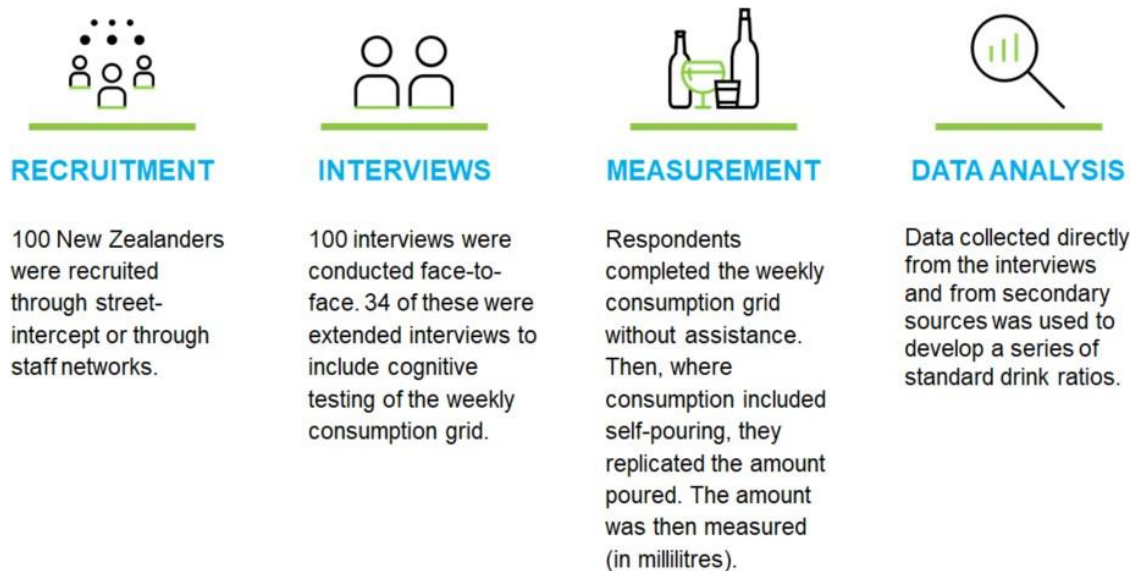 RECRUITMENT
100 New Zealanders
were recruited
through street-
intercept or through
staff networks.
INTERVIEWS
100 interviews were
conducted face-to-
face. 34 of these were
extended interviews to
include cognitive
testing of the weekly
consumption grid.
MEASUREMENT
Respondents
completed the weekly
consumption grid
without assistance.
Then, where
consumption included
self-pouring, they
replicated the amount
poured. The amount
was then measured
(in millilitres).
DATA ANALYSIS
Data collected directly
from the interviews
and from secondary
sources was used to
develop a series of
standard drink ratios.